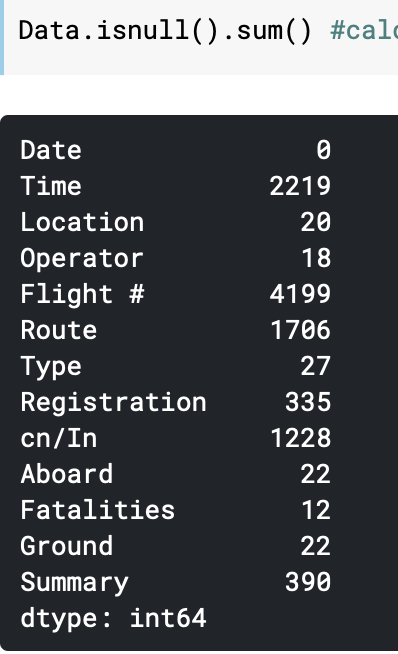 Data.isnull().sum() #calc
Date 0
Time 2219
Location 20
Operator 18
Flight # 4199
Route 1706
Type 27
Registration 335
cn/In 1228
Aboard 22
Fatalities 12
Ground 22
Summary 390
dtype: int64